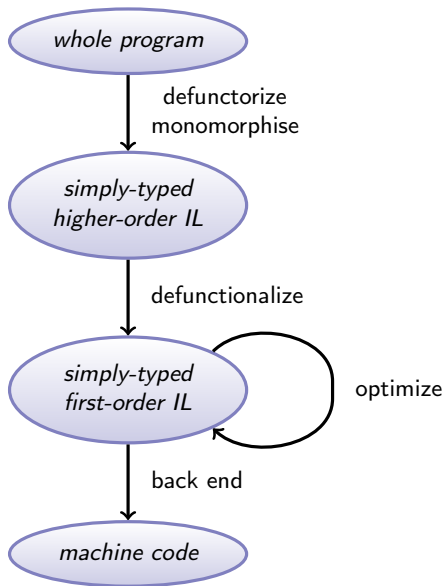 whole program
defunctorize
monomorphise
simply-typed
higher-order IL
defunctionalize
simply-typed
first-order IL
optimize
back end
machine code